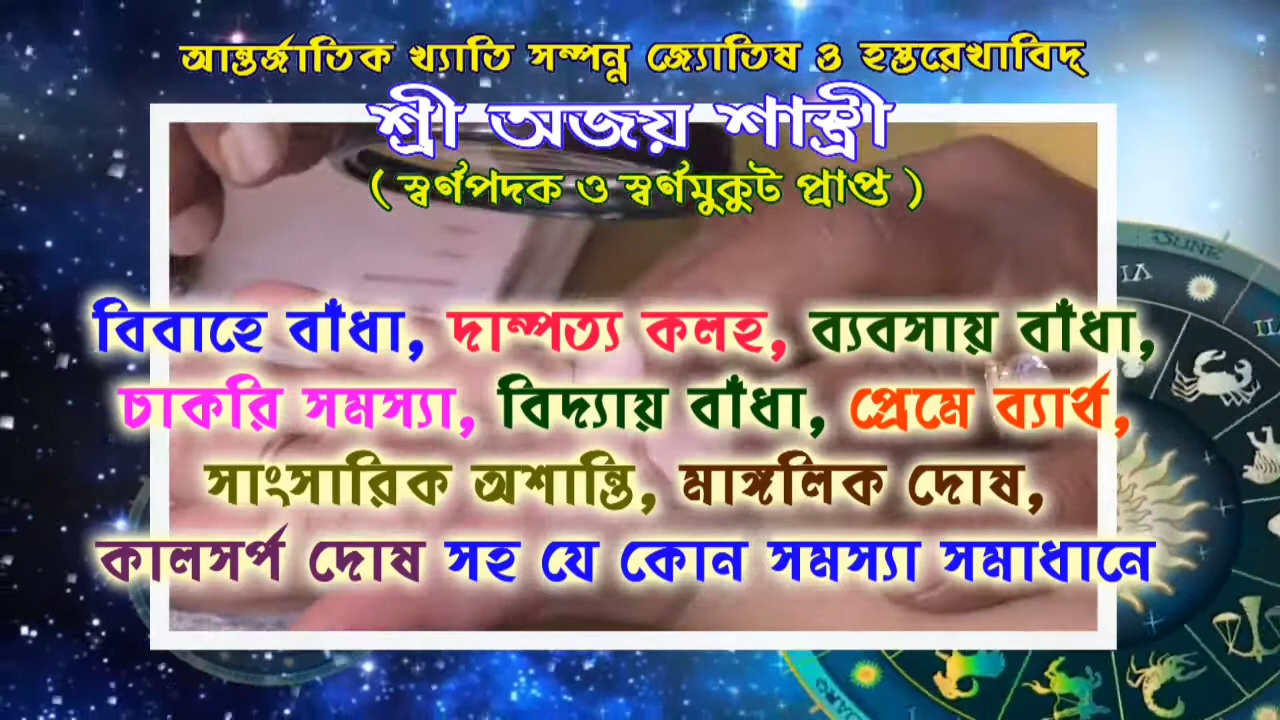 আন্তর্জাতিক খ্যাতি সম্পন্ন জ্যোতিষ ও হস্তরেখাবিদ্
শ্রী অজয় শাস্ত্রী
( স্বর্ণপদক ও স্বর্ণমুকুট প্রাপ্ত )
বিবাহে বাঁধা, দাম্পত্য কলহ, ব্যবসায় বাঁধা,
চাকরি সমস্যা, বিদ্যায় বাঁধা, প্রেমে ব্যার্থ,
সাংসারিক অশান্তি, মাঙ্গলিক দোষ,
কালসর্প দোষ সহ যে কোন সমস্যা সমাধানে
JUNE